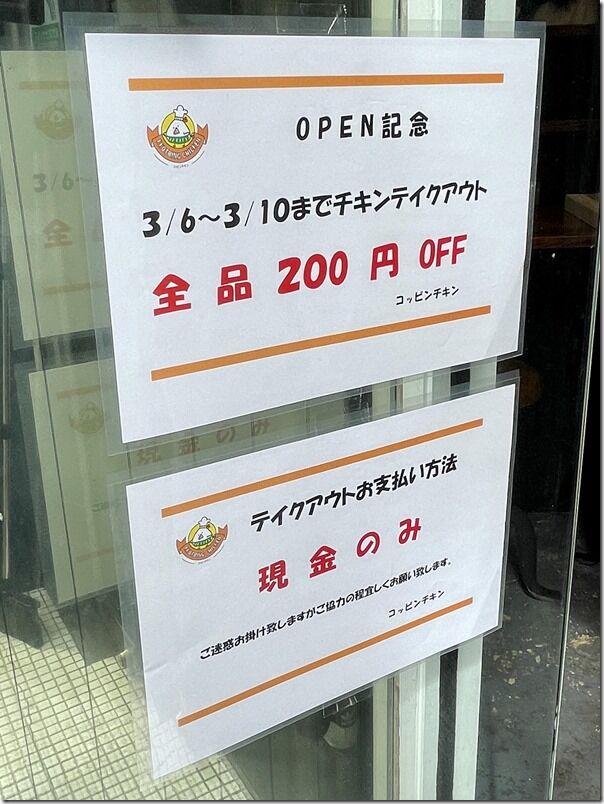 OPEN記念
3/6～3/10までチキンテイクアウト
全品 200円 OFF
コッピンチキン
テイクアウトお支払い方法
現金のみ
ご迷惑お掛け致しますがご協力の程宜しくお願い致します。
コッピンチキン